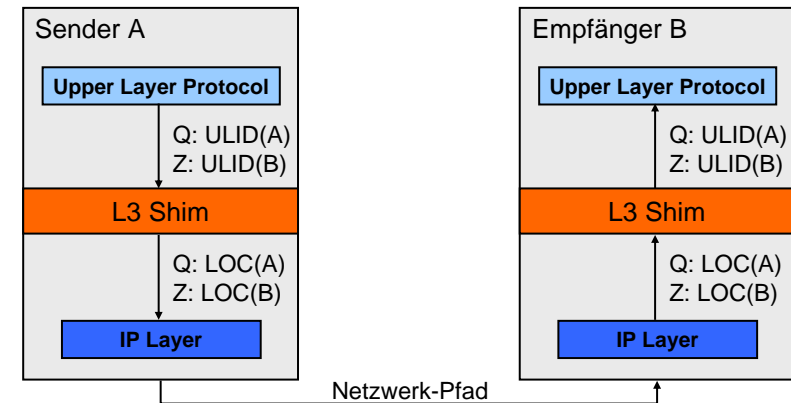 Sender A
Upper Layer Protocol
Q: ULID(A)
Z: ULID(B)
L3 Shim
Q: LOC(A)
Z: LOC(B)
IP Layer
Empfänger B
Upper Layer Protocol
Q: ULID(A)
Z: ULID(B)
L3 Shim
Q: LOC(A)
Z: LOC(B)
IP Layer
Netzwerk-Pfad